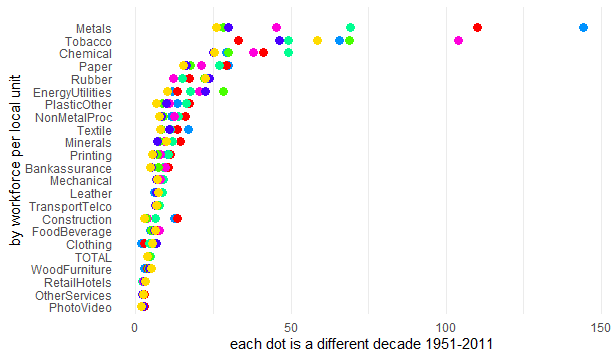 by workforce per local unit
Metals
Tobacco
Chemical
Paper
Rubber
EnergyUtilities
PlasticOther
NonMetalProc
Textile
Minerals
Printing
Bankassurance
Mechanical
Leather
TransportTelco
Construction
FoodBeverage
Clothing
TOTAL
WoodFurniture
RetailHotels
OtherServices
PhotoVideo
0 50 100 150
each dot is a different decade 1951-2011